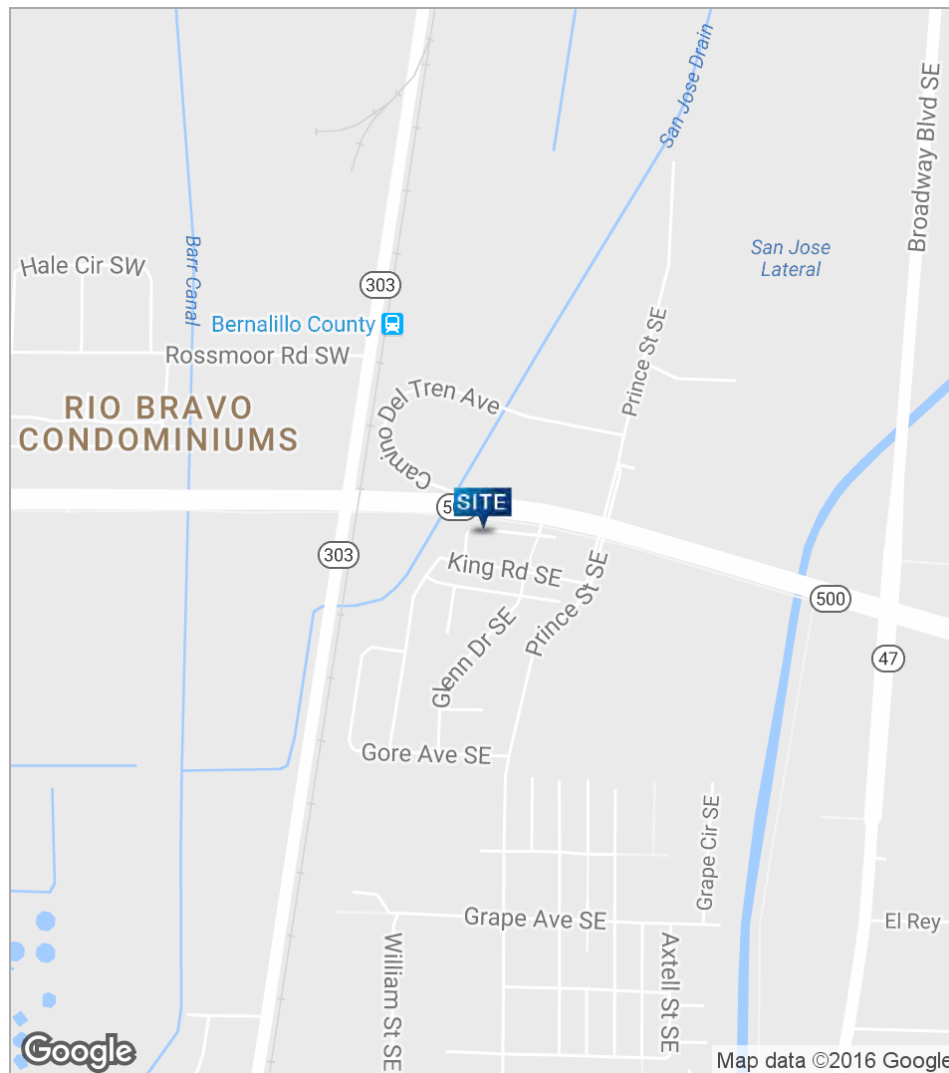 San Jose Drain
Broadway Blvd SE
Barr Canal
San Jose
Lateral
Hale Cir SW
303
Bernalillo County
Prince St SE
Rossmoor Rd SW
Camino Del Tren Ave
RIO BRAVO
CONDOMINIUMS
SITE
303
King Rd SE
Prince St SE
500
Glenn Dr SE
47
Gore Ave SE
Grape Cir SE
Grape Ave SE
El Rey
William St SE
Axtell St SE
Google
Map data ©2016 Google